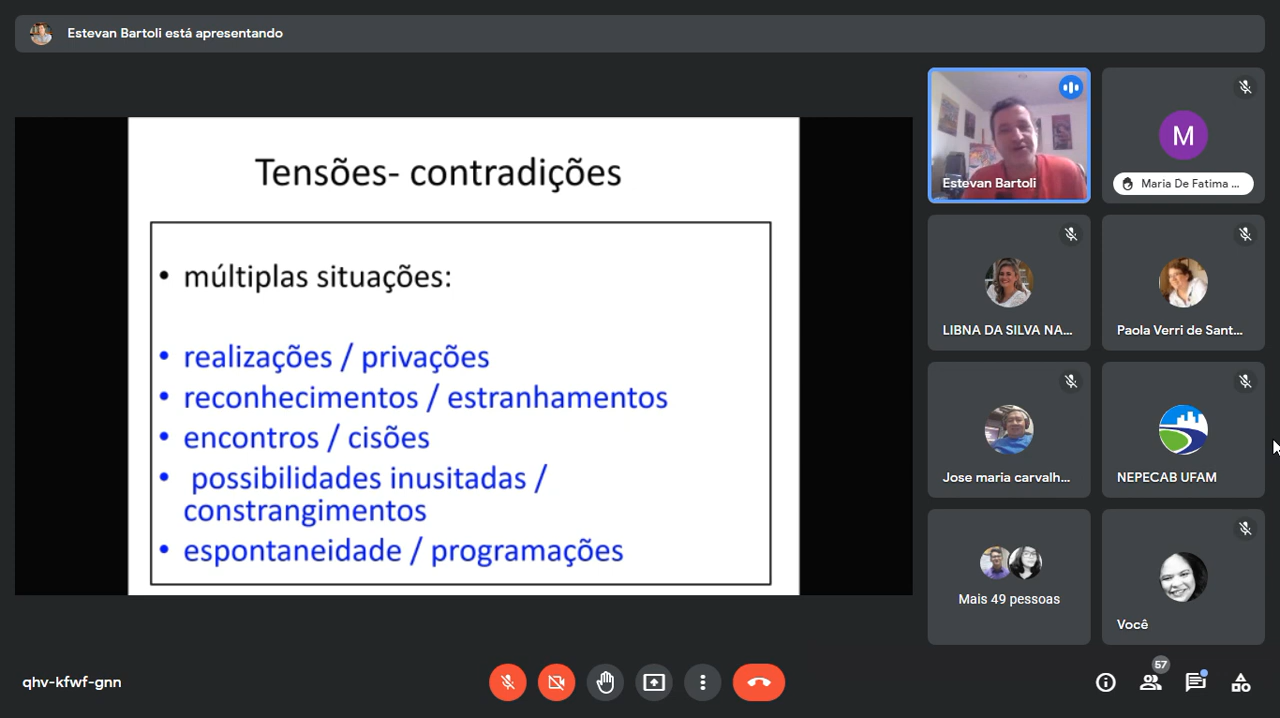 Estevan Bartoli está apresentando
Tensões- contradições
• múltiplas situações:
• realizações / privações
• reconhecimentos / estranhamentos
• encontros / cisões
• possibilidades inusitadas /
constrangimentos
• espontaneidade / programações
Estevan Bartoli
M
Maria De Fatima ...
LIBNA DA SILVA NA...
Paola Verri de Sant...
Jose maria carvalh...
NEPECAB UFAM
Mais 49 pessoas
Você
qhv-kfwf-gnn
57